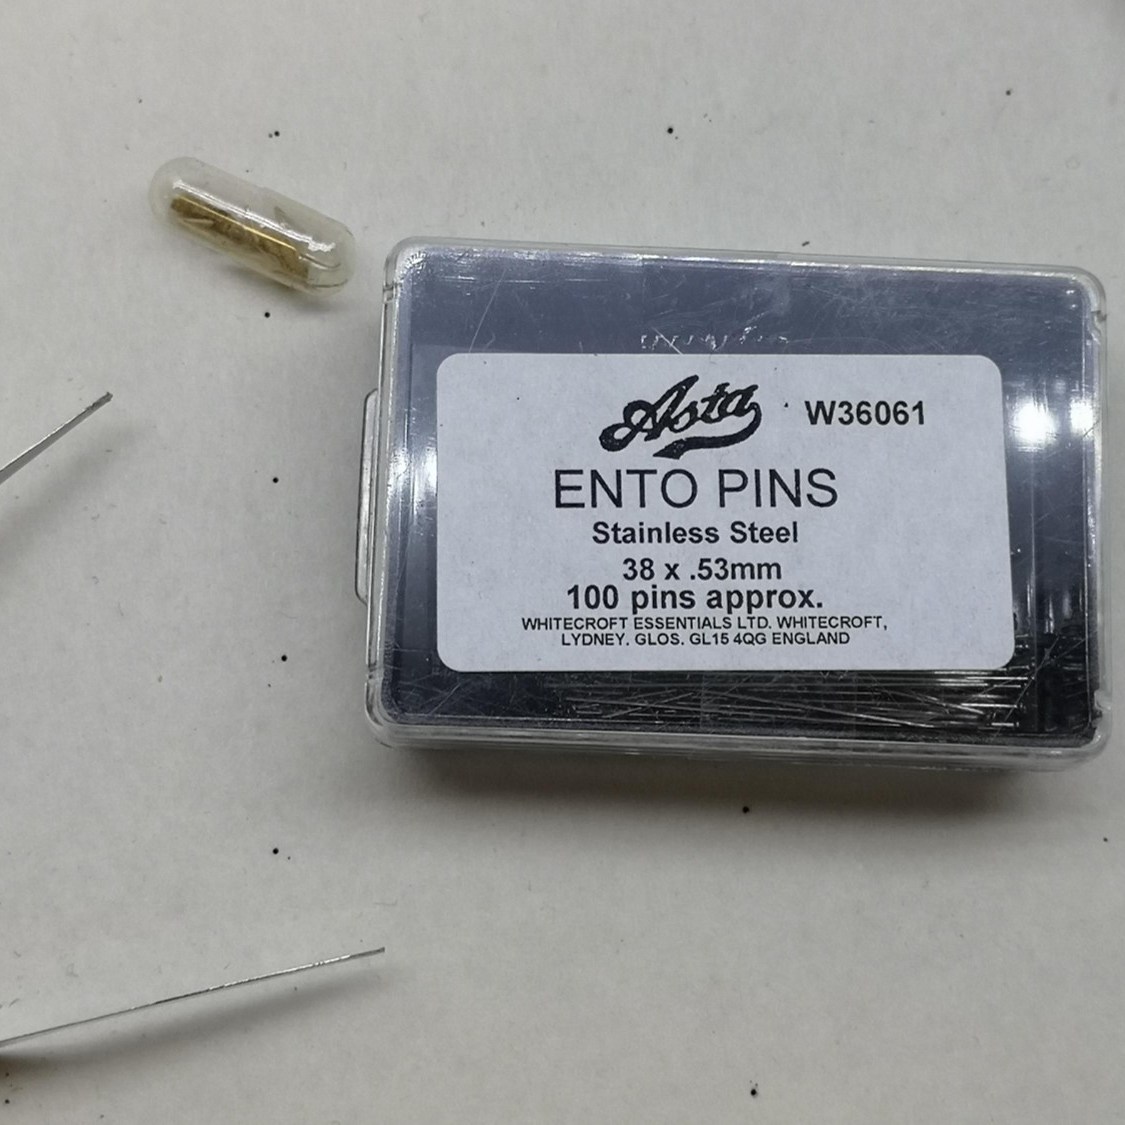 Asta W36061
ENTO PINS
Stainless Steel
38 x .53mm
100 pins approx.
WHITECROFT ESSENTIALS LTD. WHITECROFT,
LYDNEY. GLOS. GL15 4QG ENGLAND